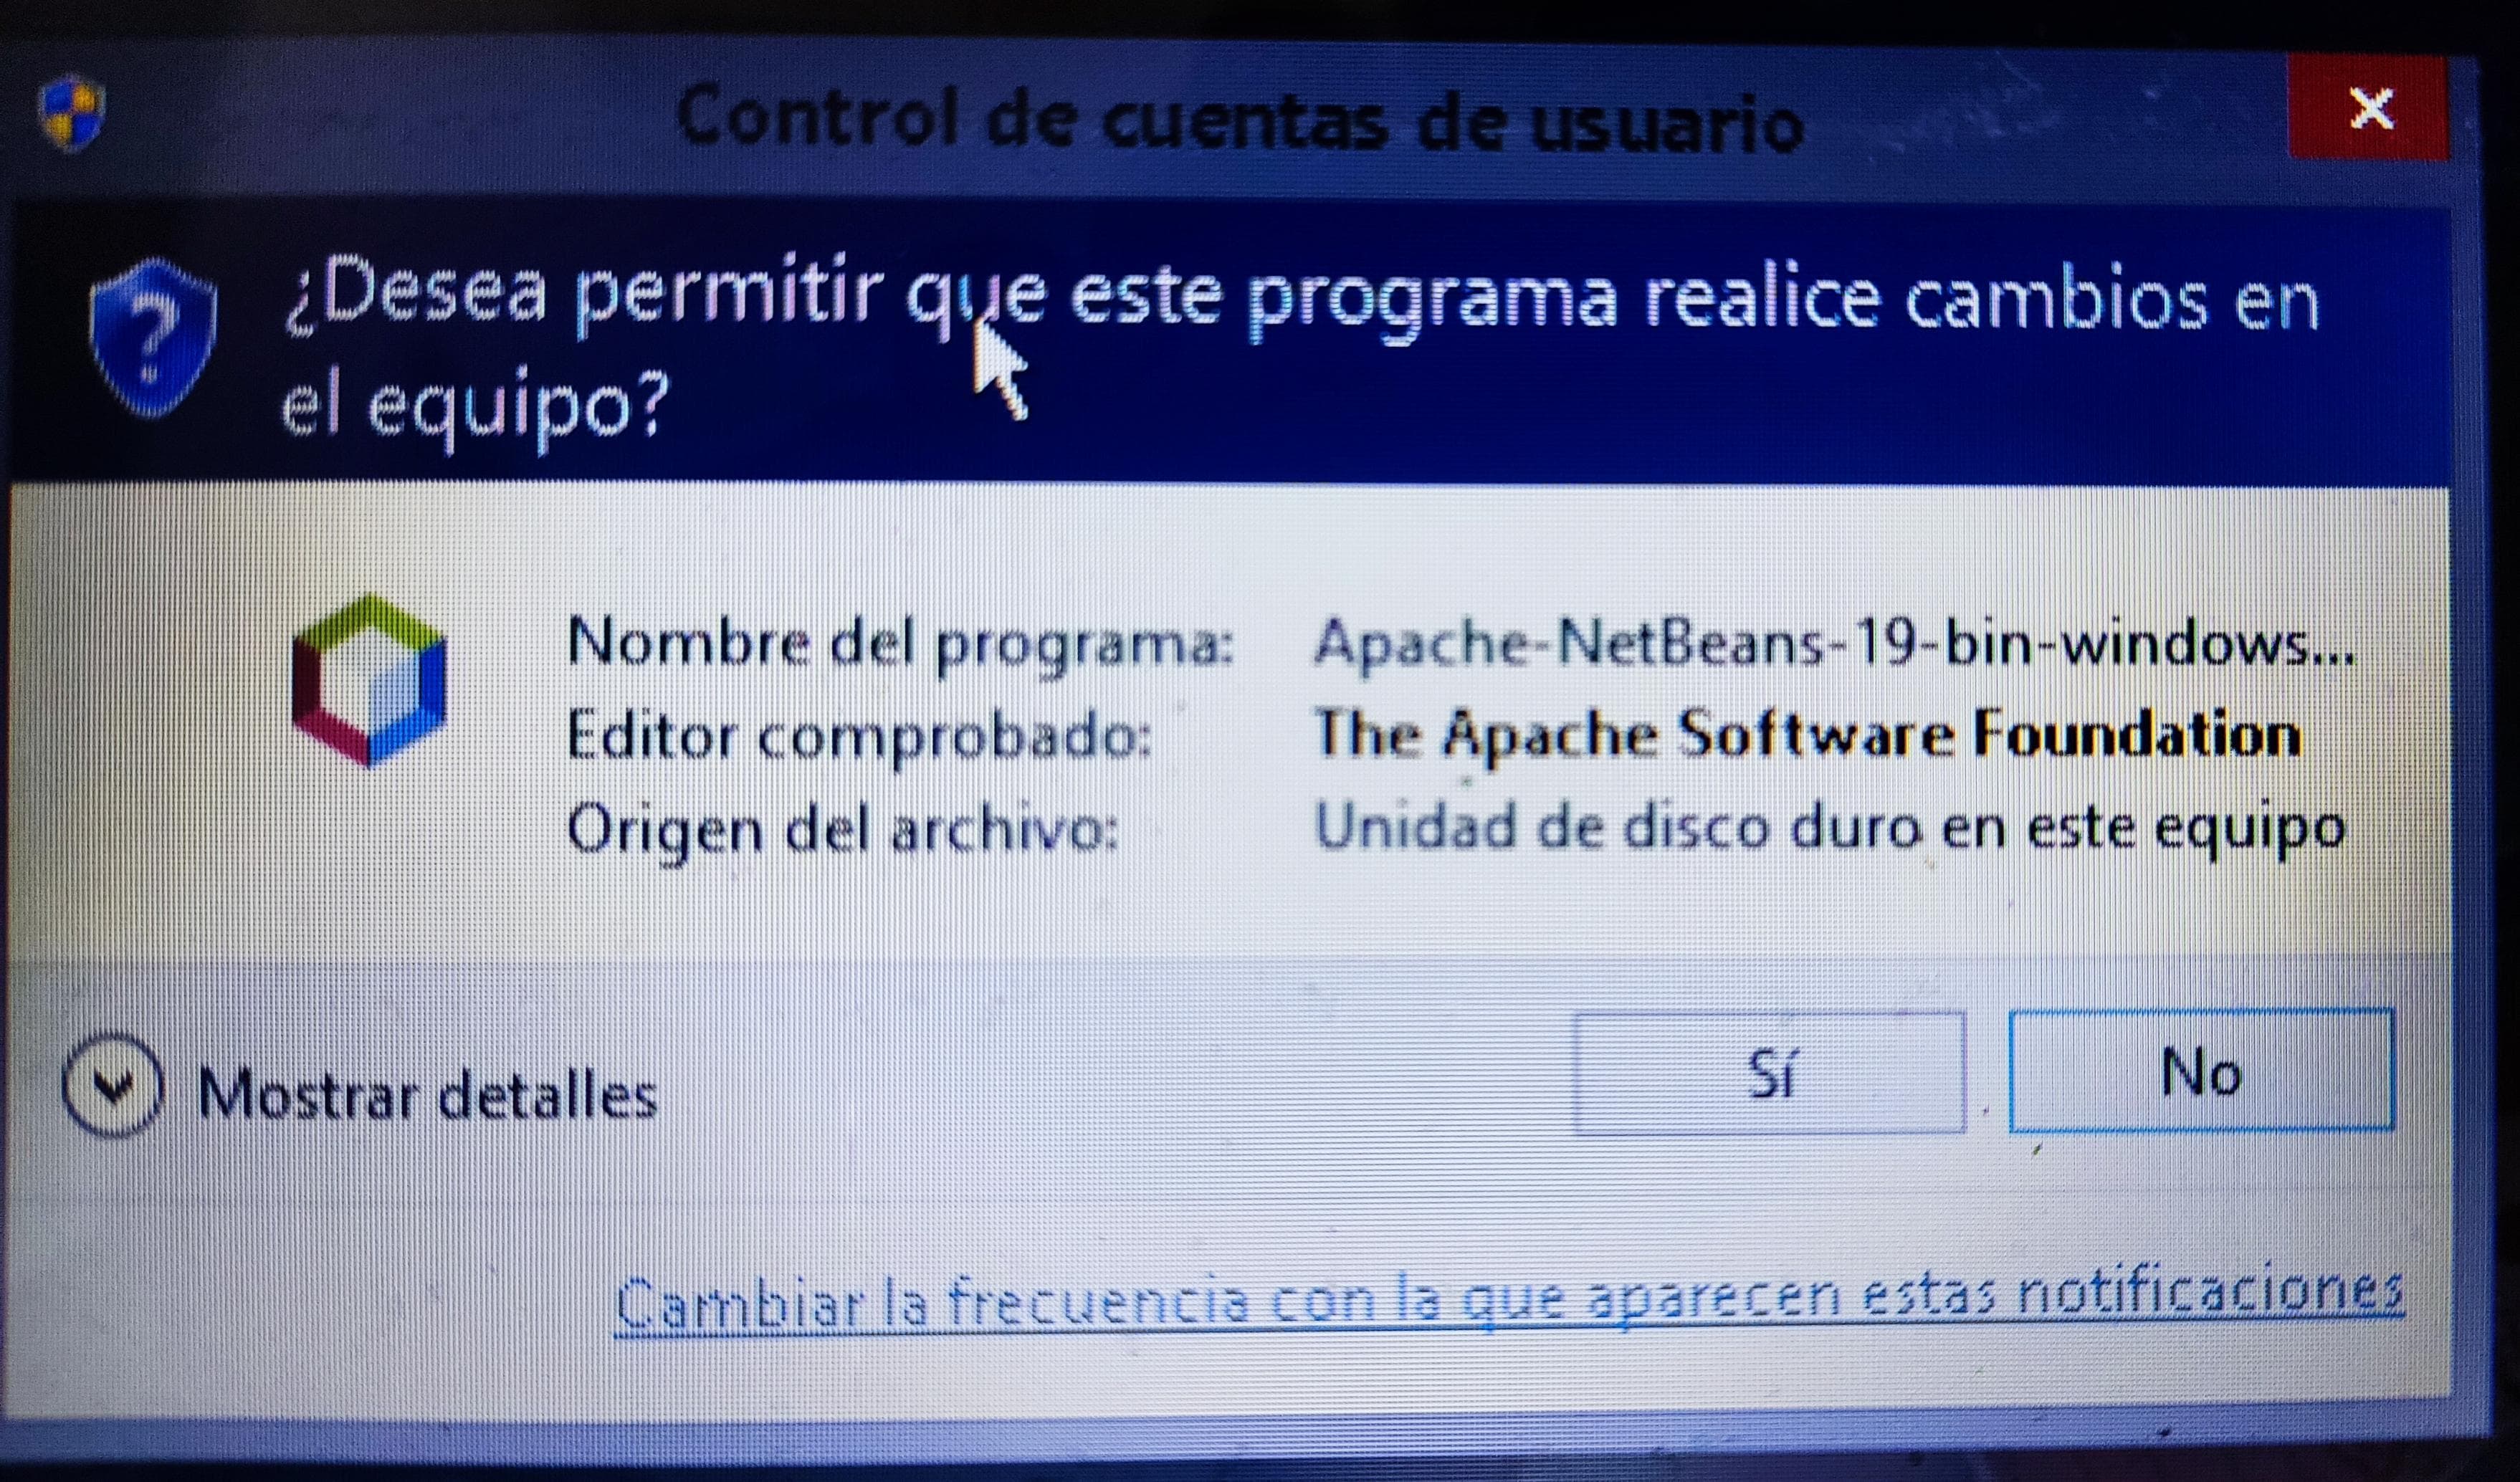 Control de cuentas de usuario
¿Desea permitir que este programa realice cambios en
el equipo?
Nombre del programa: Apache-NetBeans-19-bin-windows...
Editor comprobado: The Apache Software Foundation
Origen del archivo: Unidad de disco duro en este equipo
Mostrar detalles
Sí
No
Cambiar la frecuencia con la que aparecen estas notificaciones